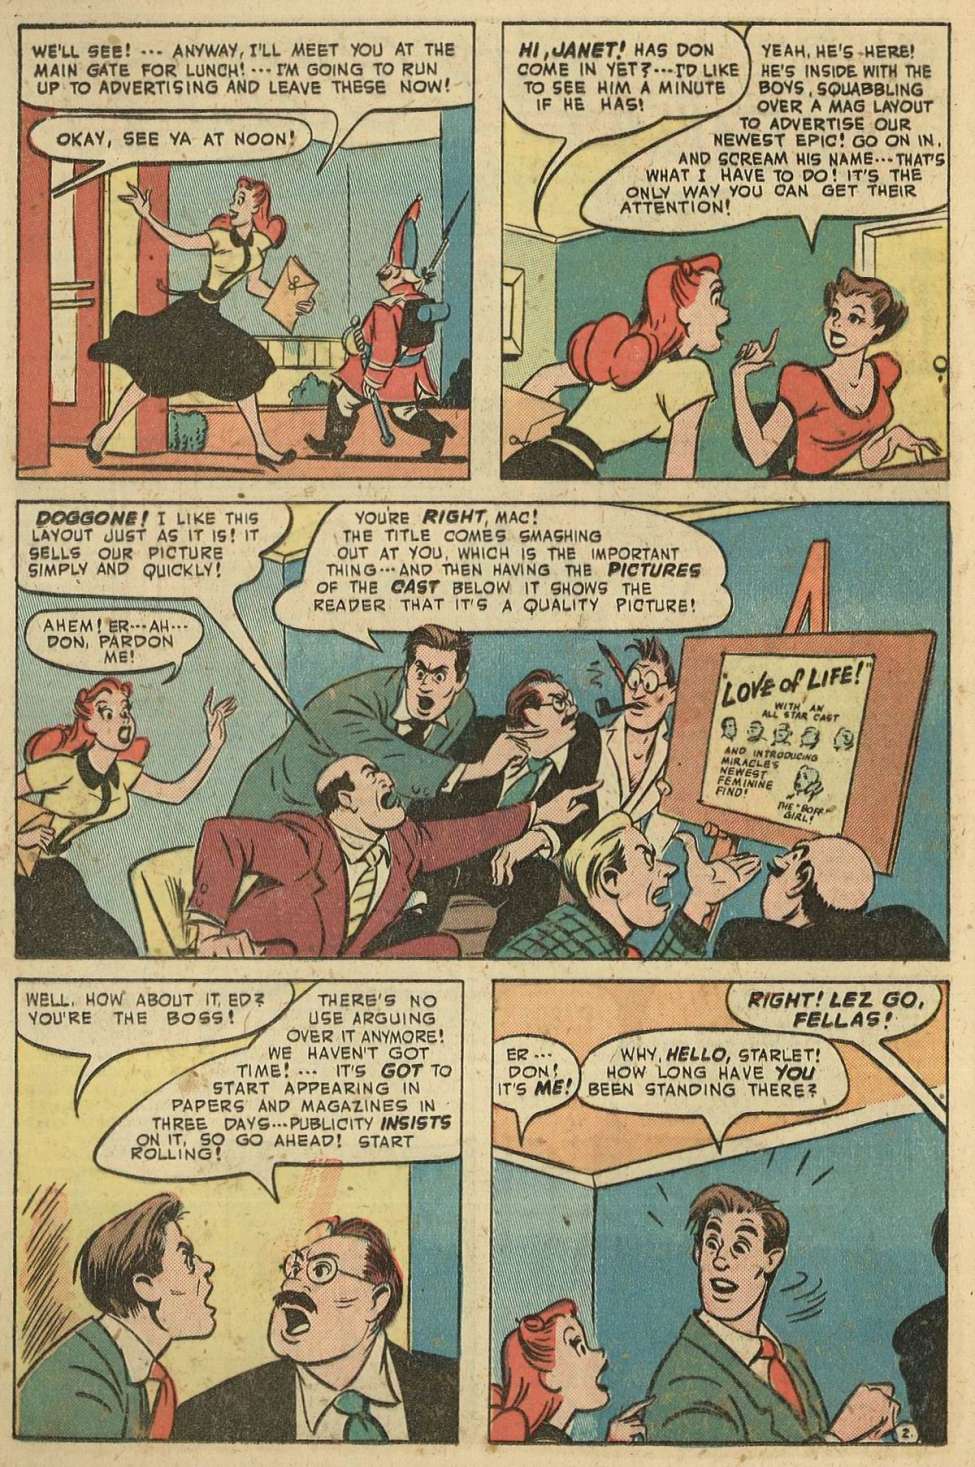 WE'LL SEE! --- ANYWAY, I'LL MEET YOU AT THE
MAIN GATE FOR LUNCH! --- I'M GOING TO RUN
UP TO ADVERTISING AND LEAVE THESE NOW!
OKAY, SEE YA AT NOON!
HI, JANET! HAS DON
COME IN YET? --- I'D LIKE
TO SEE HIM A MINUTE
IF HE HAS!
YEAH, HE'S HERE!
HE'S INSIDE WITH THE
BOYS, SQUABBLING
OVER A MAG LAYOUT
TO ADVERTISE OUR
NEWEST EPIC! GO ON IN,
AND SCREAM HIS NAME --- THAT'S
WHAT I HAVE TO DO! IT'S THE
ONLY WAY YOU CAN GET THEIR
ATTENTION!
DOGGONE! I LIKE THIS
LAYOUT JUST AS IT IS! IT
SELLS OUR PICTURE
SIMPLY AND QUICKLY!
AHEM! ER --- AH ---
DON, PARDON
ME!
YOU'RE RIGHT, MAC!
THE TITLE COMES SMASHING
OUT AT YOU, WHICH IS THE IMPORTANT
THING --- AND THEN HAVING THE PICTURES
OF THE CAST BELOW IT SHOWS THE
READER THAT IT'S A QUALITY PICTURE!
"LOVE OF LIFE!"
WITH AN
ALL STAR CAST
AND INTRODUCING
MIRACLE'S
NEWEST
FEMININE
FIND!
THE "BOFF"
GIRL!
WELL, HOW ABOUT IT, ED?
YOU'RE THE BOSS!
THERE'S NO
USE ARGUING
OVER IT ANYMORE!
WE HAVEN'T GOT
TIME! --- IT'S GOT TO
START APPEARING IN
PAPERS AND MAGAZINES IN
THREE DAYS --- PUBLICITY INSISTS
ON IT, SO GO AHEAD! START
ROLLING!
RIGHT! LEZ GO,
FELLAS!
ER ---
DON!
IT'S ME!
WHY, HELLO, STARLET!
HOW LONG HAVE YOU
BEEN STANDING THERE?
2.